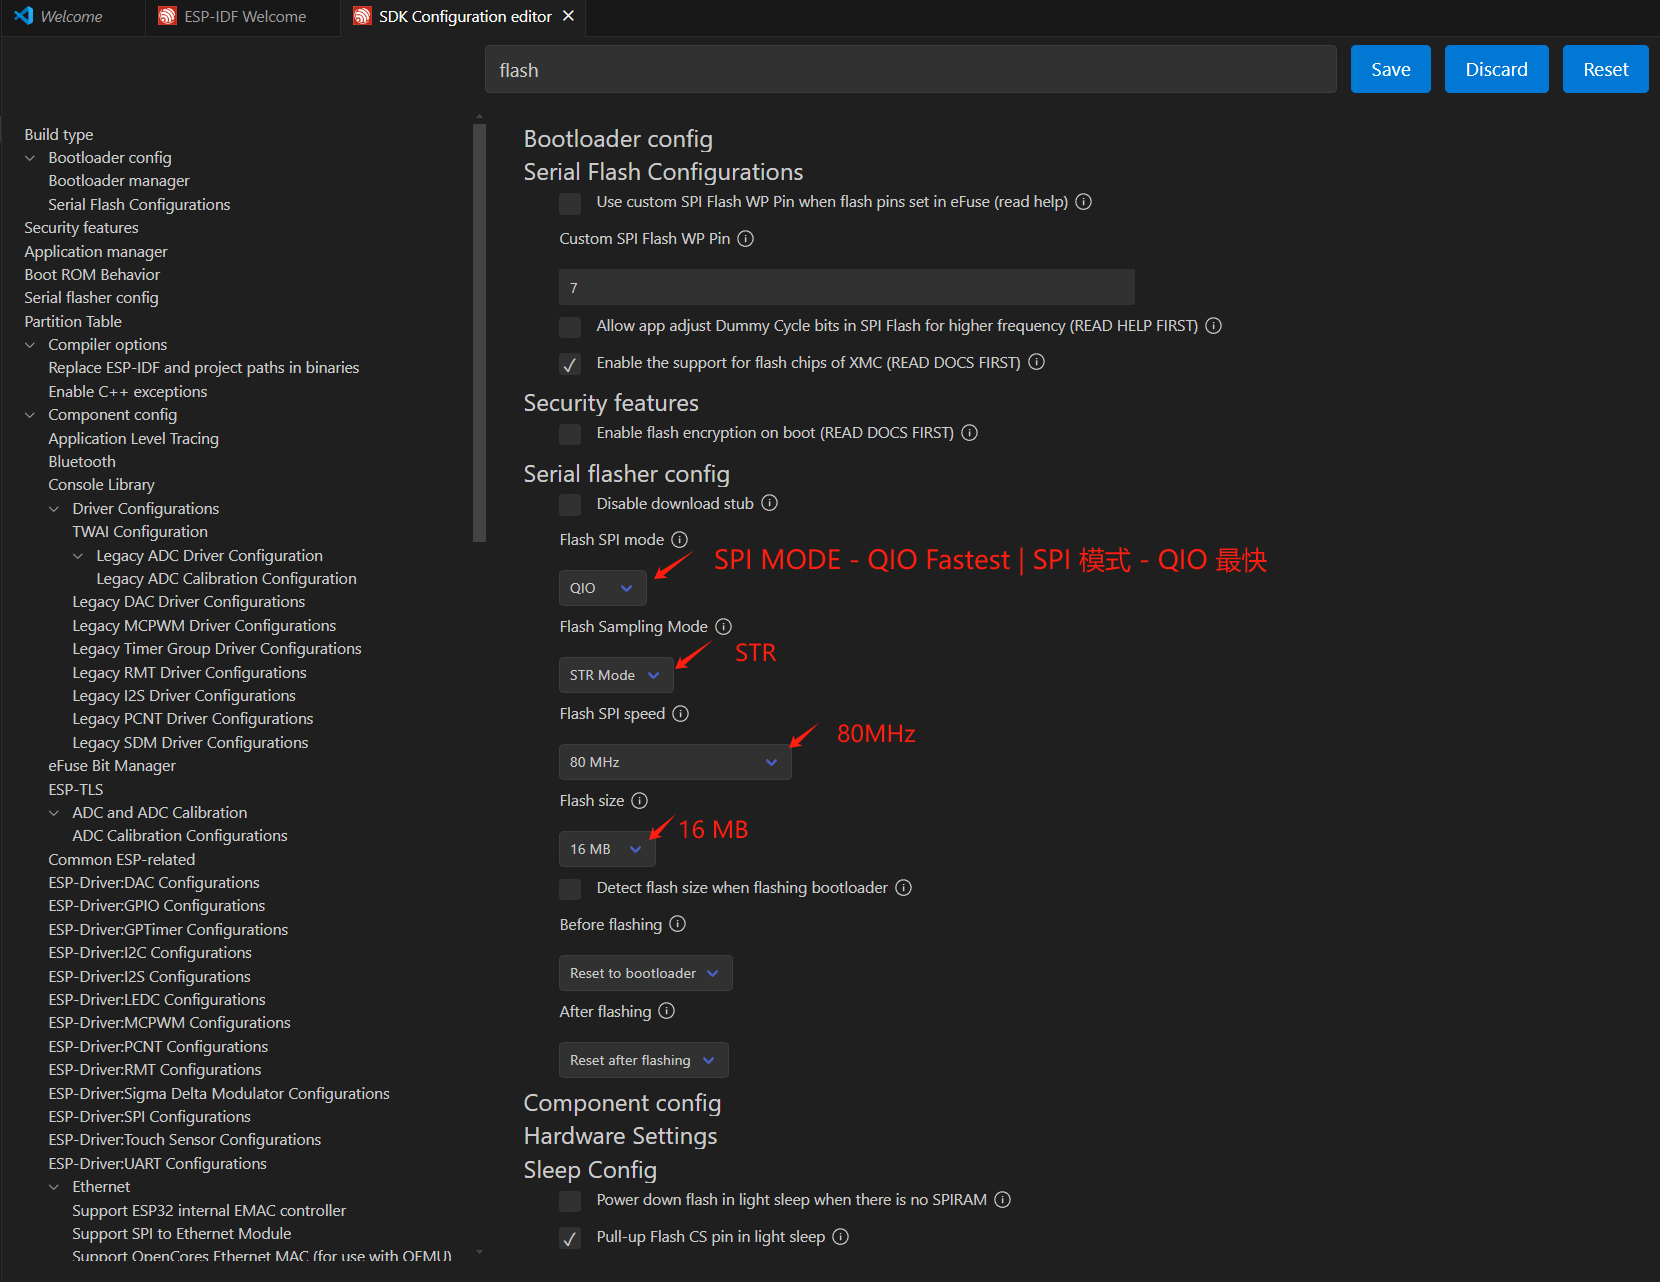 Welcome
ESP-IDF Welcome
SDK Configuration editor
flash
Save
Discard
Reset
Build type
Bootloader config
Bootloader manager
Serial Flash Configurations
Security features
Application manager
Boot ROM Behavior
Serial flasher config
Partition Table
Compiler options
Replace ESP-IDF and project paths in binaries
Enable C++ exceptions
Component config
Application Level Tracing
Bluetooth
Console Library
Driver Configurations
TWAI Configuration
Legacy ADC Driver Configuration
Legacy ADC Calibration Configuration
Legacy DAC Driver Configurations
Legacy MCPWM Driver Configurations
Legacy Timer Group Driver Configurations
Legacy RMT Driver Configurations
Legacy I2S Driver Configurations
Legacy PCNT Driver Configurations
Legacy SDM Driver Configurations
eFuse Bit Manager
ESP-TLS
ADC and ADC Calibration
ADC Calibration Configurations
Common ESP-related
ESP-Driver:DAC Configurations
ESP-Driver:GPIO Configurations
ESP-Driver:GPTimer Configurations
ESP-Driver:I2C Configurations
ESP-Driver:I2S Configurations
ESP-Driver:LEDC Configurations
ESP-Driver:MCPWM Configurations
ESP-Driver:PCNT Configurations
ESP-Driver:RMT Configurations
ESP-Driver:Sigma Delta Modulator Configurations
ESP-Driver:SPI Configurations
ESP-Driver:Touch Sensor Configurations
ESP-Driver:UART Configurations
Ethernet
Support ESP32 internal EMAC controller
Support SPI to Ethernet Module
Support OpenCores Ethernet MAC (for use with QEMU)
Bootloader config
Serial Flash Configurations
Use custom SPI Flash WP Pin when flash pins set in eFuse (read help)
Custom SPI Flash WP Pin
7
Allow app adjust Dummy Cycle bits in SPI Flash for higher frequency (READ HELP FIRST)
Enable the support for flash chips of XMC (READ DOCS FIRST)
Security features
Enable flash encryption on boot (READ DOCS FIRST)
Serial flasher config
Disable download stub
Flash SPI mode
SPI MODE - QIO Fastest | SPI 模式 - QIO 最快
QIO
Flash Sampling Mode
STR
STR Mode
Flash SPI speed
80MHz
80 MHz
Flash size
16 MB
16 MB
Detect flash size when flashing bootloader
Before flashing
Reset to bootloader
After flashing
Reset after flashing
Component config
Hardware Settings
Sleep Config
Power down flash in light sleep when there is no SPIRAM
Pull-up Flash CS pin in light sleep